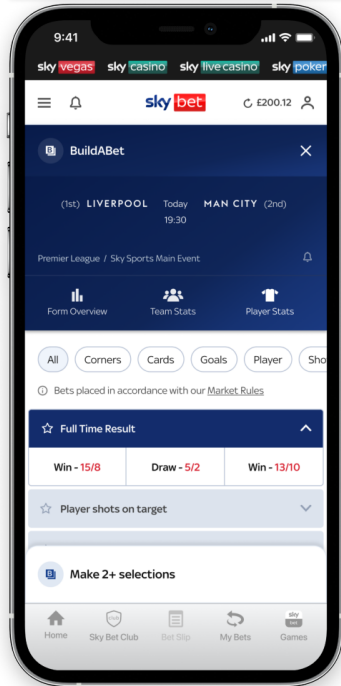 9:41
sky vegas sky casino sky livecasino sky poker
sky bet £200.12
BuildABet
(1st) LIVERPOOL Today MAN CITY (2nd)
19:30
Premier League / Sky Sports Main Event
Form Overview Team Stats Player Stats
All Corners Cards Goals Player Sho
Bets placed in accordance with our Market Rules
Full Time Result
Win - 15/8 Draw - 5/2 Win - 13/10
Player shots on target
Make 2+ selections
Home Sky Bet Club Bet Slip My Bets sky bet Games